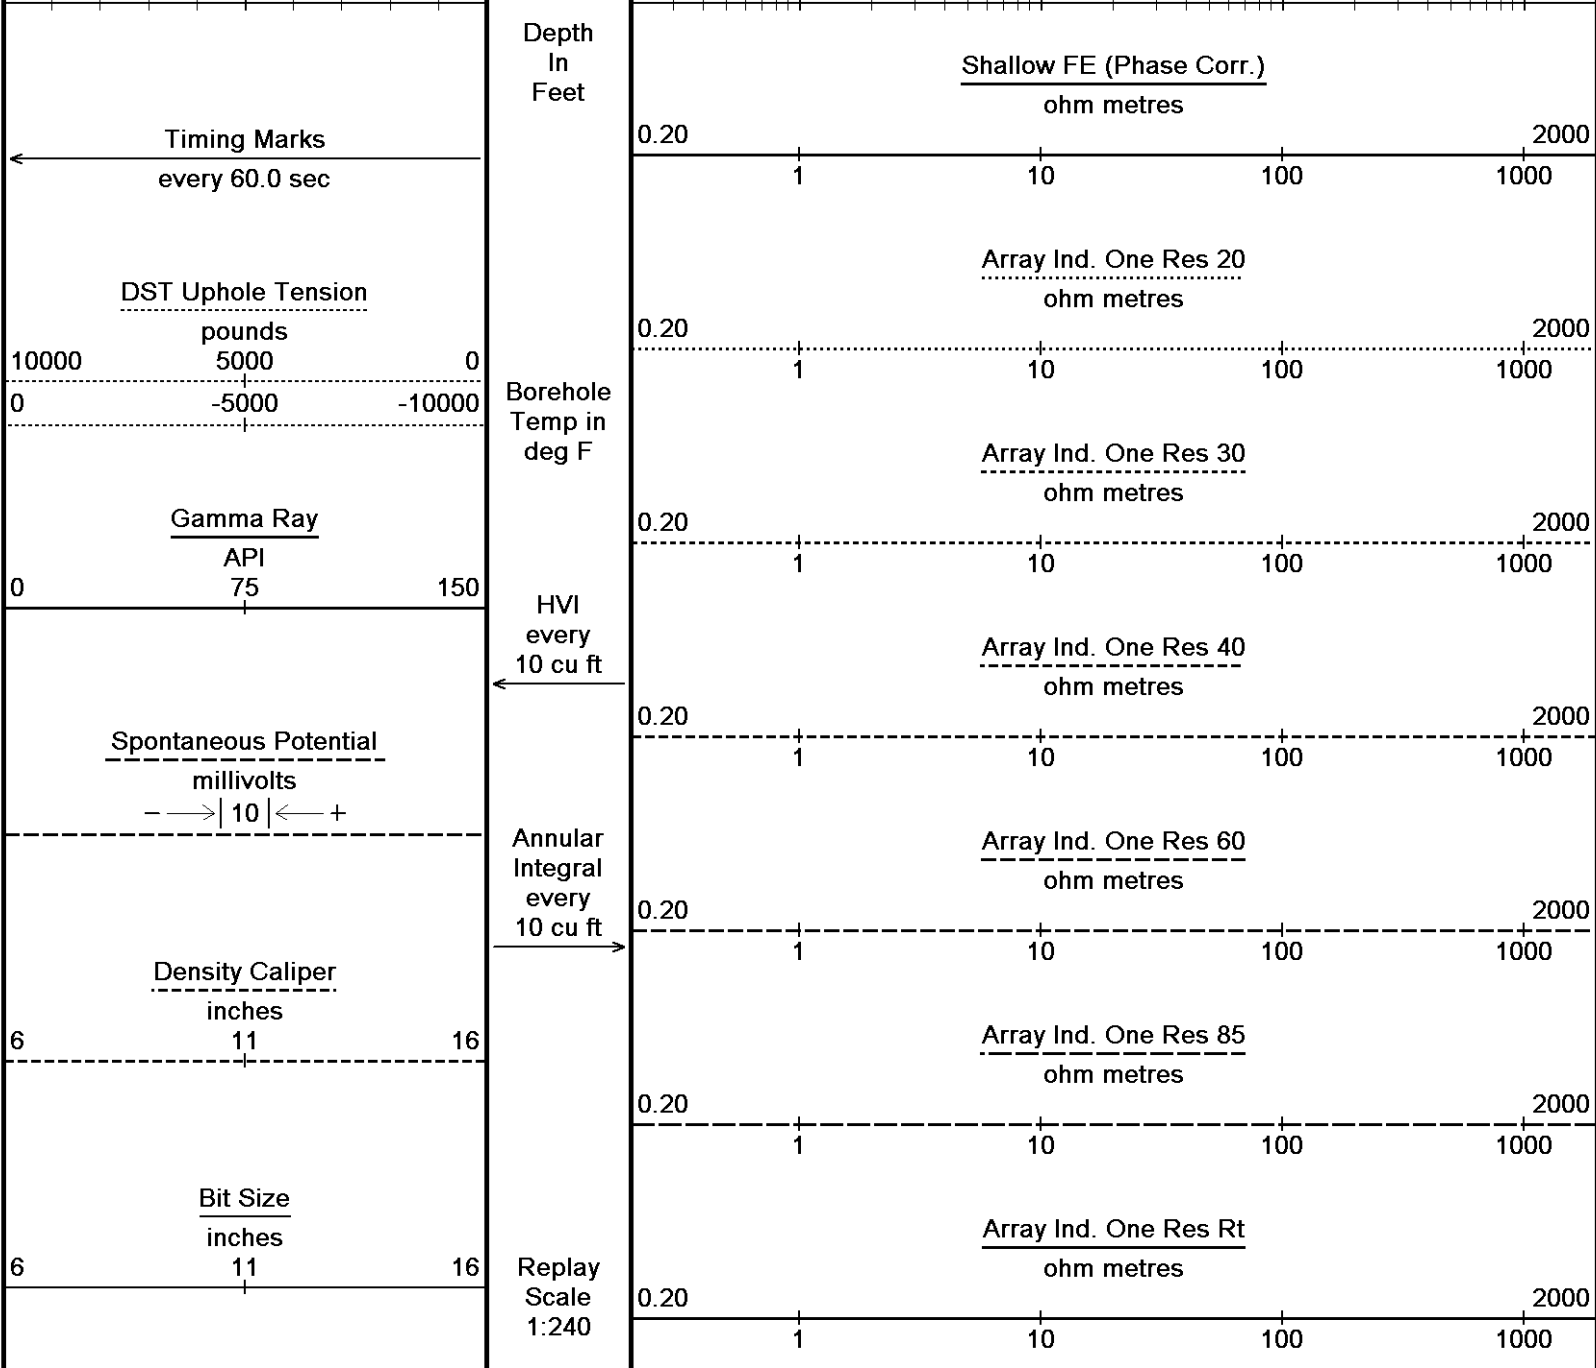 Timing Marks
every 60.0 sec
DST Uphole Tension
pounds
10000 5000 0
0 -5000 -10000
Gamma Ray
API
0 75 150
Spontaneous Potential
millivolts
− 10 +
Density Caliper
inches
6 11 16
Bit Size
inches
6 11 16
Depth
In
Feet
Borehole
Temp in
deg F
HVI
every
10 cu ft
Annular
Integral
every
10 cu ft
Replay
Scale
1:240
Shallow FE (Phase Corr.)
ohm metres
0.20 2000
1 10 100 1000
Array Ind. One Res 20
ohm metres
0.20 2000
1 10 100 1000
Array Ind. One Res 30
ohm metres
0.20 2000
1 10 100 1000
Array Ind. One Res 40
ohm metres
0.20 2000
1 10 100 1000
Array Ind. One Res 60
ohm metres
0.20 2000
1 10 100 1000
Array Ind. One Res 85
ohm metres
0.20 2000
1 10 100 1000
Array Ind. One Res Rt
ohm metres
0.20 2000
1 10 100 1000